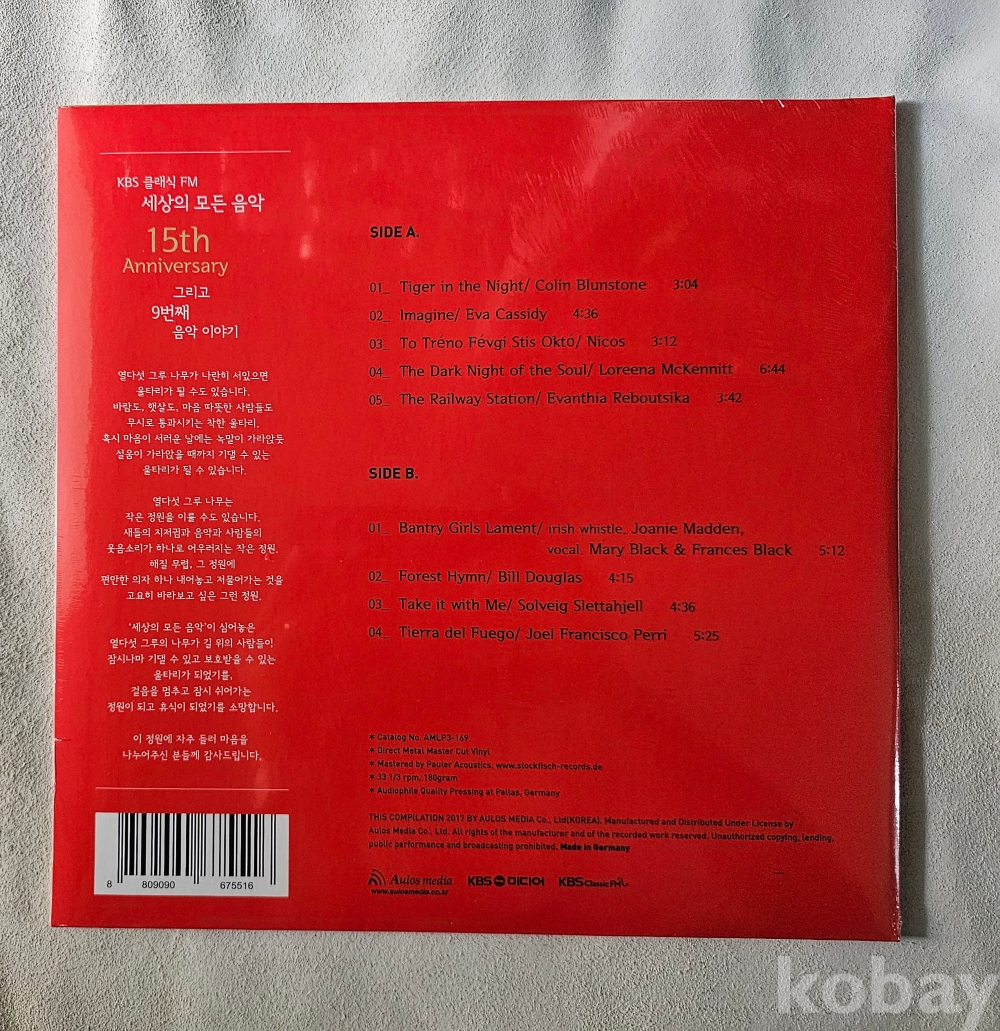 KBS 클래식 FM
세상의 모든 음악
15th
Anniversary
그리고
9번째
음악 이야기
열다섯 그루 나무가 나란히 서있으면
울타리가 될 수도 있습니다.
바람도, 햇살도, 마음 따뜻한 사람들도
무시로 통과시키는 착한 울타리.
혹시 마음이 서러운 날에는 녹말이 가라앉듯
설움이 가라앉을 때까지 기댈 수 있는
울타리가 될 수 있습니다.
열다섯 그루 나무는
작은 정원을 이룰 수도 있습니다.
새들의 지저귐과 음악과 사람들의
웃음소리가 하나로 어우러지는 작은 정원.
해질 무렵, 그 정원에
편안한 의자 하나 내어놓고 저물어가는 것을
고요히 바라보고 싶은 그런 정원.
'세상의 모든 음악'이 심어놓은
열다섯 그루의 나무가 길 위의 사람들이
잠시나마 기댈 수 있고 보호받을 수 있는
울타리가 되었기를,
걸음을 멈추고 잠시 쉬어가는
정원이 되고 휴식이 되었기를 소망합니다.
이 정원에 자주 들러 마음을
나누어주신 분들께 감사드립니다.
8 809090 675516
SIDE A.
01_ Tiger in the Night/ Colin Blunstone 3:04
02_ Imagine/ Eva Cassidy 4:36
03_ To Tréno Févgi Stis Októ/ Nicos 3:12
04_ The Dark Night of the Soul/ Loreena McKennitt 6:44
05_ The Railway Station/ Evanthia Reboutsika 3:42
SIDE B.
01_ Bantry Girls Lament/ irish whistle. Joanie Madden,
vocal. Mary Black & Frances Black 5:12
02_ Forest Hymn/ Bill Douglas 4:15
03_ Take it with Me/ Solveig Slettahjell 4:36
04_ Tierra del Fuego/ Joel Francisco Perri 5:25
* Catalog No. AMLP3-169
* Direct Metal Master Cut Vinyl
* Mastered by Pauler Acoustics. www.stockfisch-records.de
* 33.1/3 rpm, 180gram
* Audiophile Quality Pressing at Pallas, Germany
THIS COMPILATION 2017 BY AULOS MEDIA Co., Ltd(KOREA). Manufactured and Distributed Under License by
Aulos Media Co., Ltd. All rights of the manufacturer and of the recorded work reserved. Unauthorized copying, lending,
public performance and broadcasting prohibited. Made in Germany
Aulos media KBS 미디어 KBS Classic FM
www.aulosmedia.co.kr
kobay